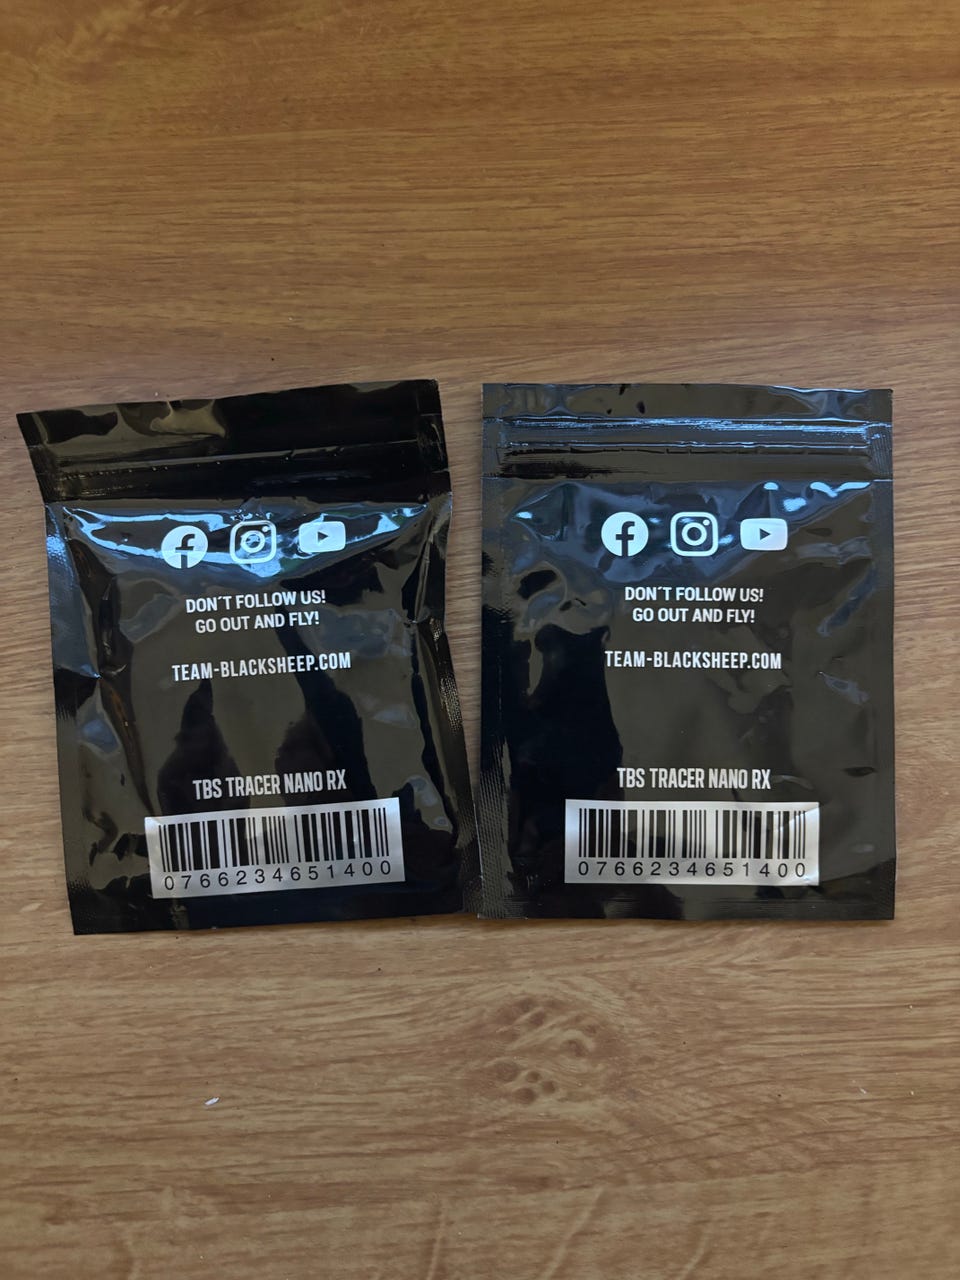 DON´T FOLLOW US!
GO OUT AND FLY!
TEAM-BLACKSHEEP.COM
TBS TRACER NANO RX
0766234651400
DON´T FOLLOW US!
GO OUT AND FLY!
TEAM-BLACKSHEEP.COM
TBS TRACER NANO RX
0766234651400